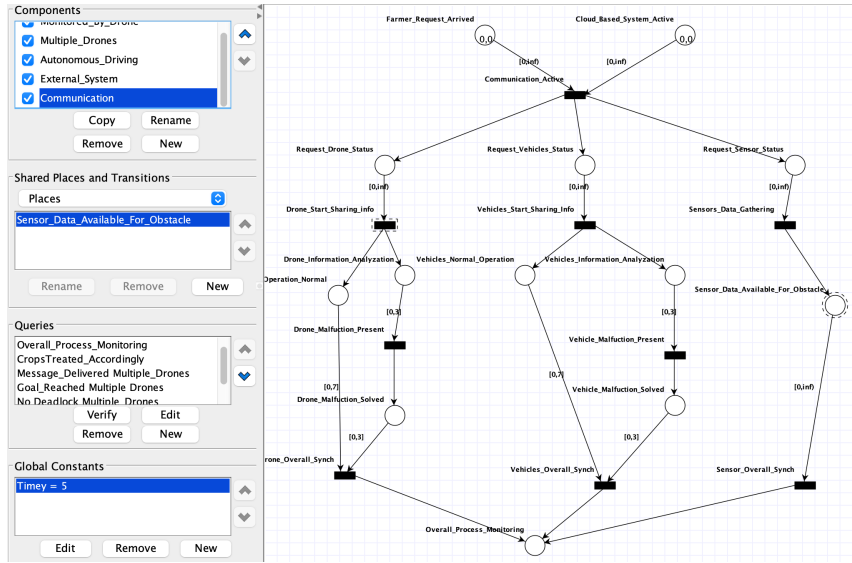 Components
Monitored_By_Drone
Multiple_Drones
Autonomous_Driving
External_System
Communication
Copy
Rename
Remove
New
Shared Places and Transitions
Places
Sensor_Data_Available_For_Obstacle
Rename
Remove
New
Queries
Overall_Process_Monitoring
CropsTreated_Accordingly
Message_Delivered Multiple_Drones
Goal_Reached Multiple Drones
No Deadlock Multiple Drones
Verify
Edit
Remove
New
Global Constants
Timey = 5
Edit
Remove
New
Farmer_Request_Arrived
Cloud_Based_System_Active
0,0
0,0
[0,inf)
[0,inf)
Communication_Active
Request_Drone_Status
Request_Vehicles_Status
Request_Sensor_Status
[0,inf)
[0,inf)
[0,inf)
Drone_Start_Sharing_info
Vehicles_Start_Sharing_Info
Sensors_Data_Gathering
Drone_Information_Analyzation
Vehicles_Normal_Operation
Vehicles_Information_Analyzation
Operation_Normal
Sensor_Data_Available_For_Obstacle
[0,3]
[0,3]
Drone_Malfuction_Present
Vehicle_Malfuction_Present
[0,7]
[0,7]
[0,inf)
Drone_Malfuction_Solved
Vehicle_Malfuction_Solved
[0,3]
[0,3]
rone_Overall_Synch
Vehicles_Overall_Synch
Sensor_Overall_Synch
Overall_Process_Monitoring